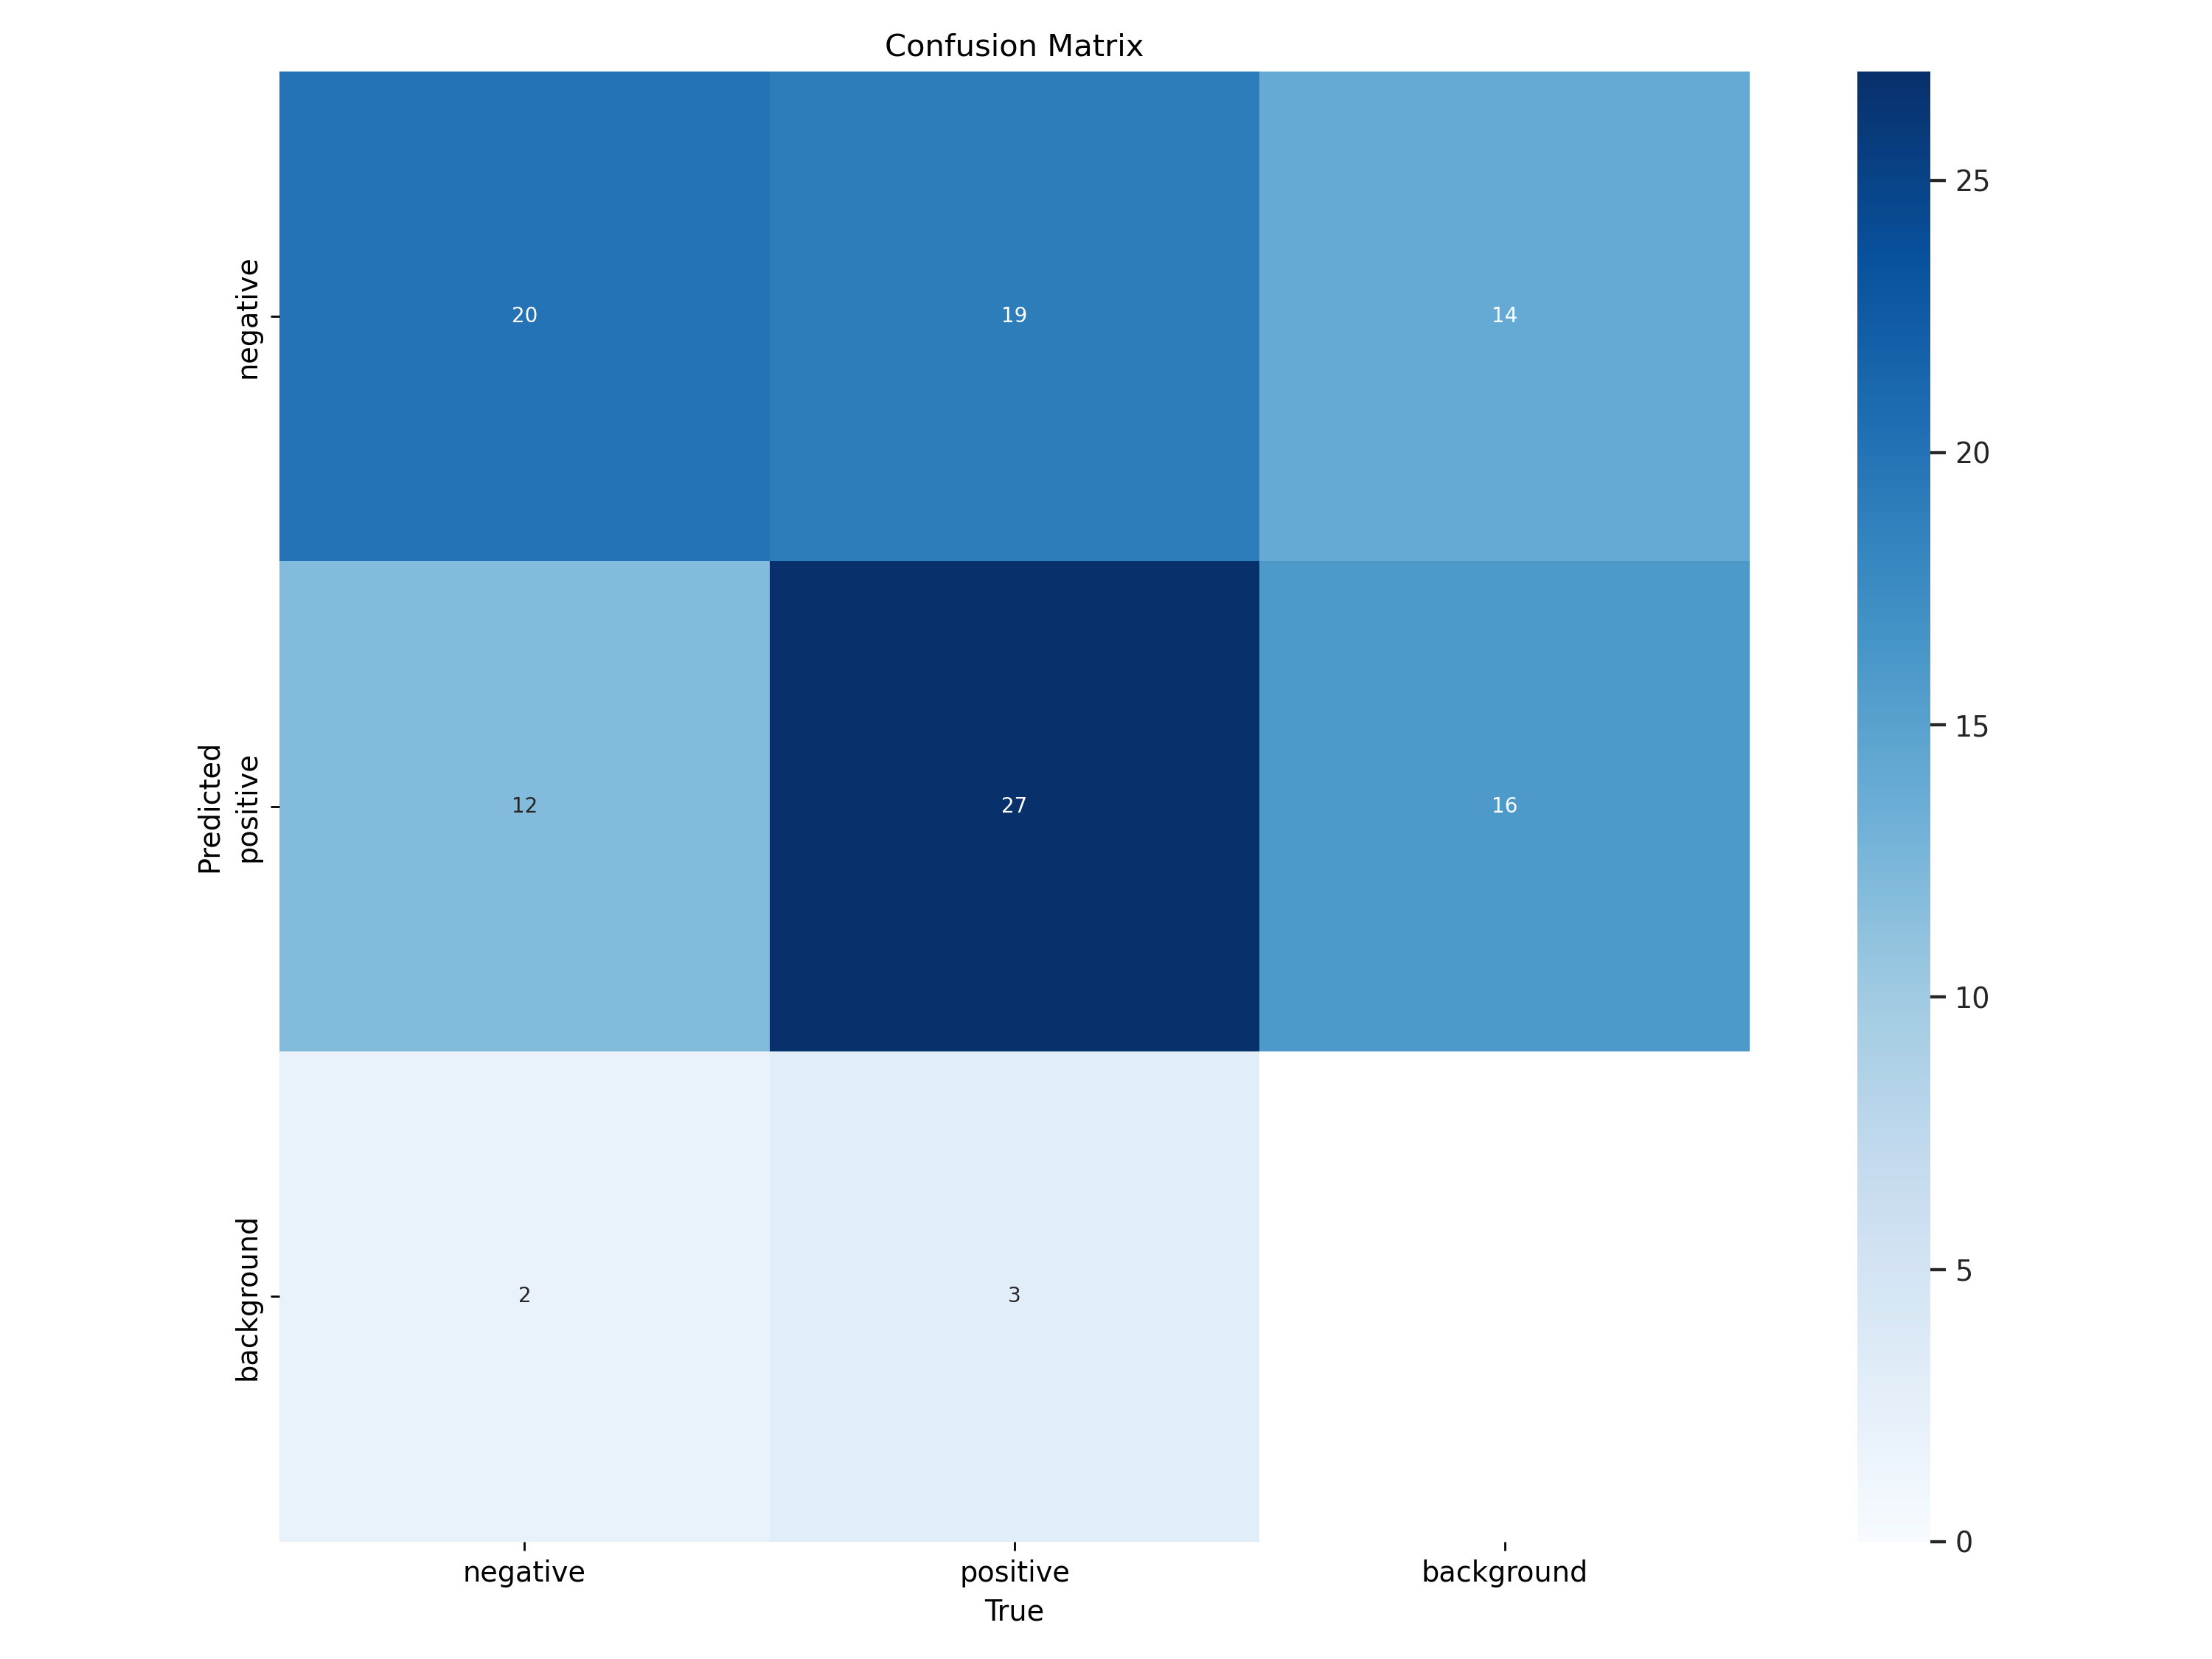 Confusion Matrix
negative
20
19
14
25
20
Predicted
positive
12
27
16
15
10
background
2
3
5
0
negative
positive
background
True